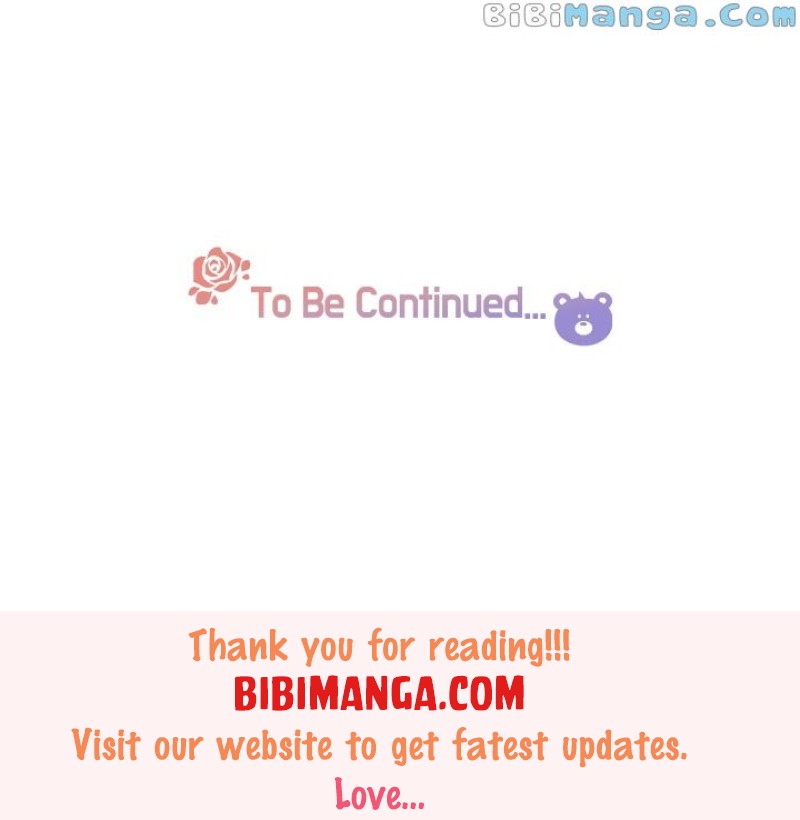 BiBiManga.Com
To Be Continued...
Thank you for reading!!!
BIBIMANGA.COM
Visit our website to get fatest updates.
Love...